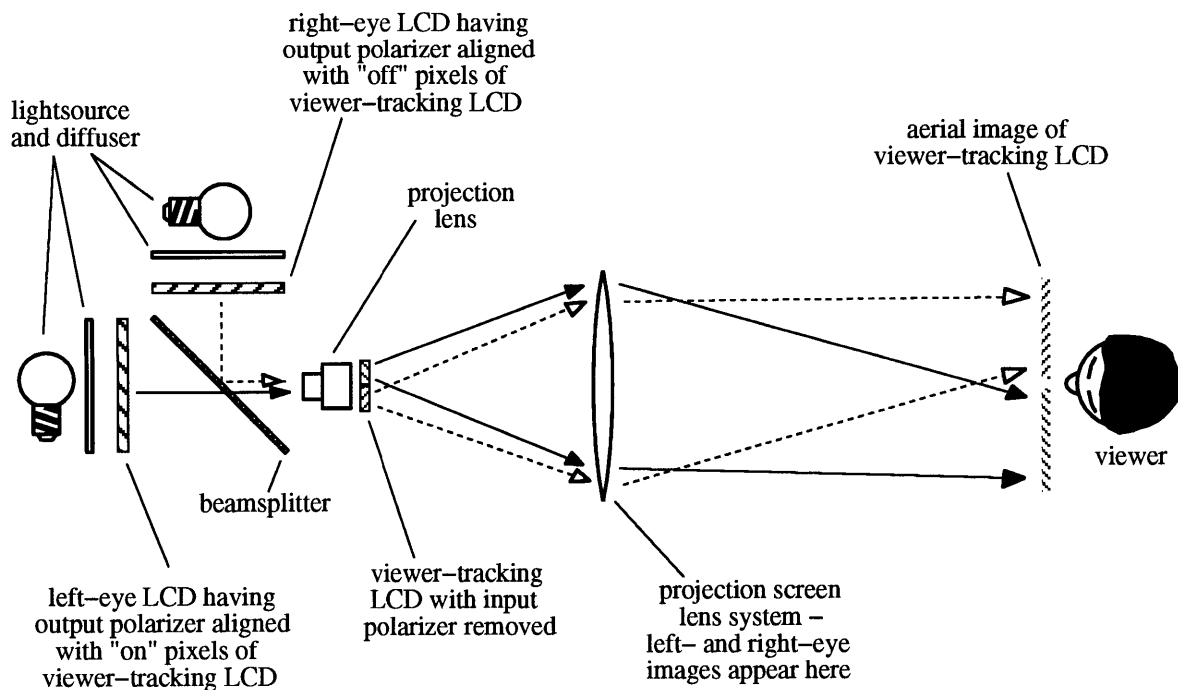 right-eye LCD having
output polarizer aligned
with "off" pixels of
viewer-tracking LCD
lightsource
and diffuser
aerial image of
viewer-tracking LCD
projection
lens
viewer
beamsplitter
left-eye LCD having
output polarizer aligned
with "on" pixels of
viewer-tracking LCD
viewer-tracking
LCD with input
polarizer removed
projection screen
lens system -
left- and right-eye
images appear here